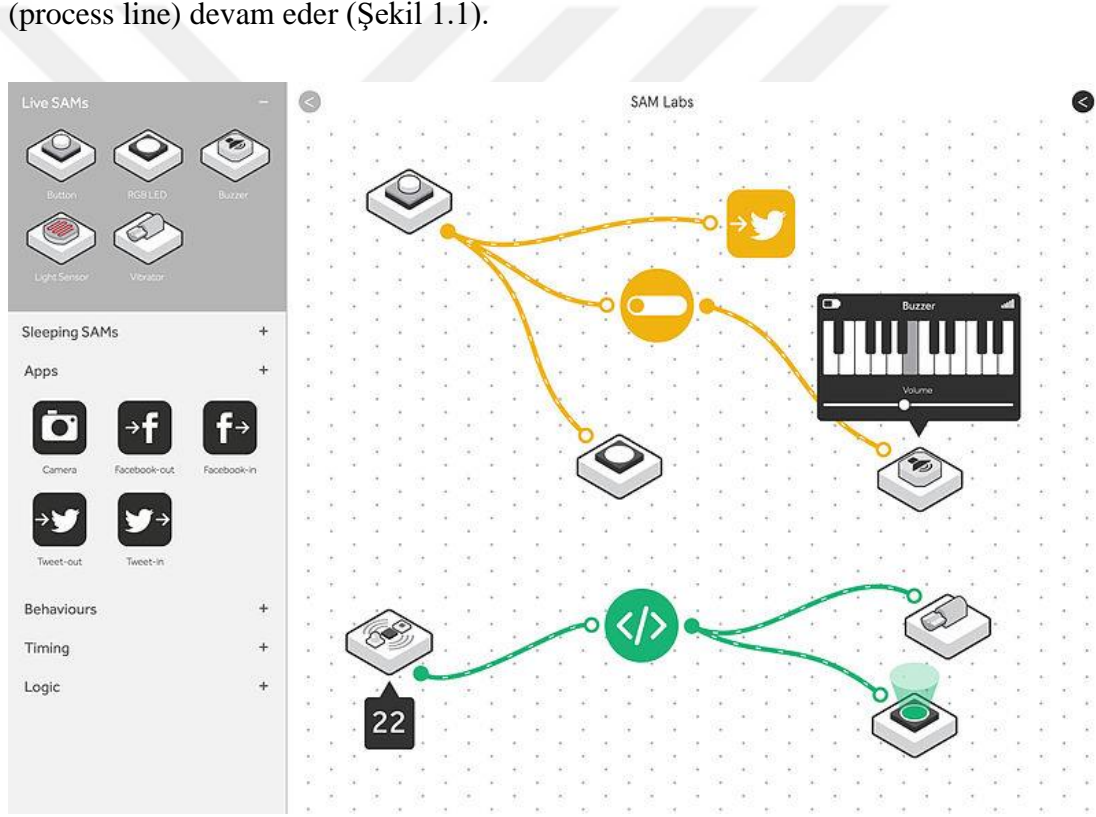 (process line) devam eder (Şekil 1.1).
Live SAMs −
SAM Labs
Button RGB LED Buzzer
Light Sensor Vibrator
Sleeping SAMs +
Apps +
Camera Facebook-out Facebook-in
Tweet-out Tweet-in
Behaviours +
Timing +
Logic +
Buzzer
Volume
</>
22